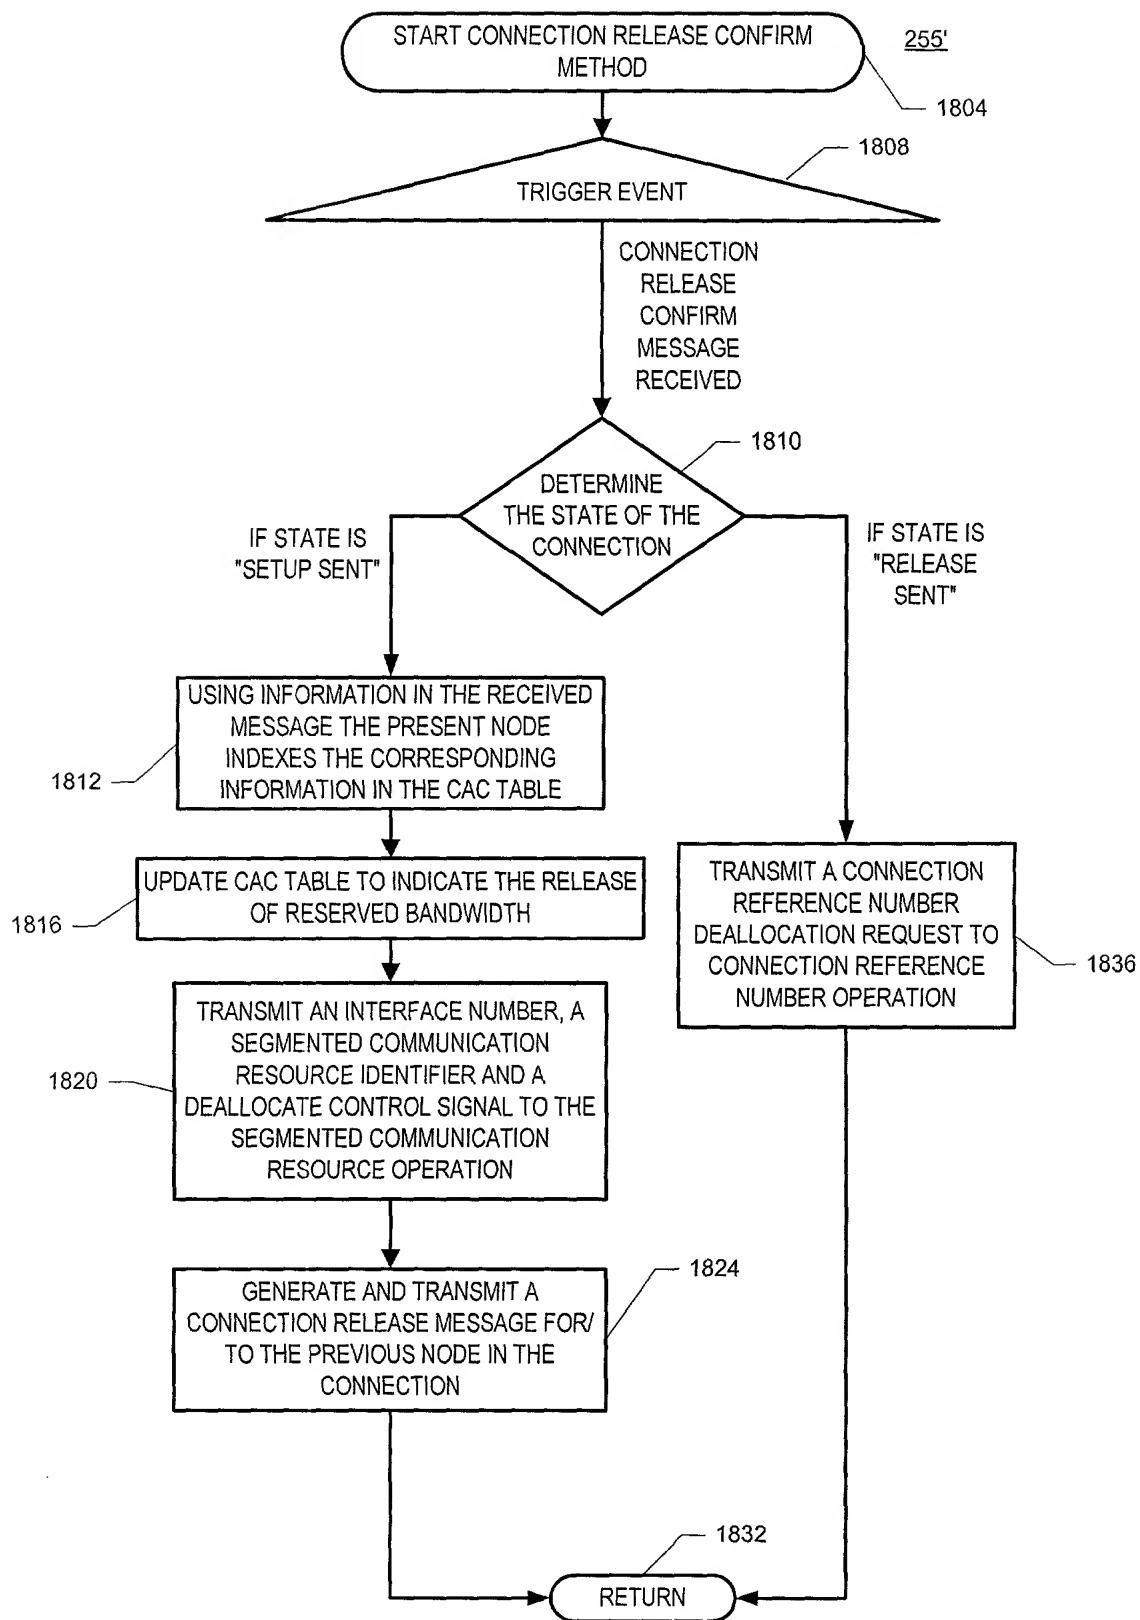 START CONNECTION RELEASE CONFIRM
METHOD
255'
1804
1808
TRIGGER EVENT
CONNECTION
RELEASE
CONFIRM
MESSAGE
RECEIVED
1810
DETERMINE
THE STATE OF THE
CONNECTION
IF STATE IS
"SETUP SENT"
IF STATE IS
"RELEASE
SENT"
USING INFORMATION IN THE RECEIVED
MESSAGE THE PRESENT NODE
INDEXES THE CORRESPONDING
INFORMATION IN THE CAC TABLE
1812
UPDATE CAC TABLE TO INDICATE THE RELEASE
OF RESERVED BANDWIDTH
1816
TRANSMIT AN INTERFACE NUMBER, A
SEGMENTED COMMUNICATION
RESOURCE IDENTIFIER AND A
DEALLOCATE CONTROL SIGNAL TO THE
SEGMENTED COMMUNICATION
RESOURCE OPERATION
1820
TRANSMIT A CONNECTION
REFERENCE NUMBER
DEALLOCATION REQUEST TO
CONNECTION REFERENCE
NUMBER OPERATION
1836
GENERATE AND TRANSMIT A
CONNECTION RELEASE MESSAGE FOR/
TO THE PREVIOUS NODE IN THE
CONNECTION
1824
1832
RETURN